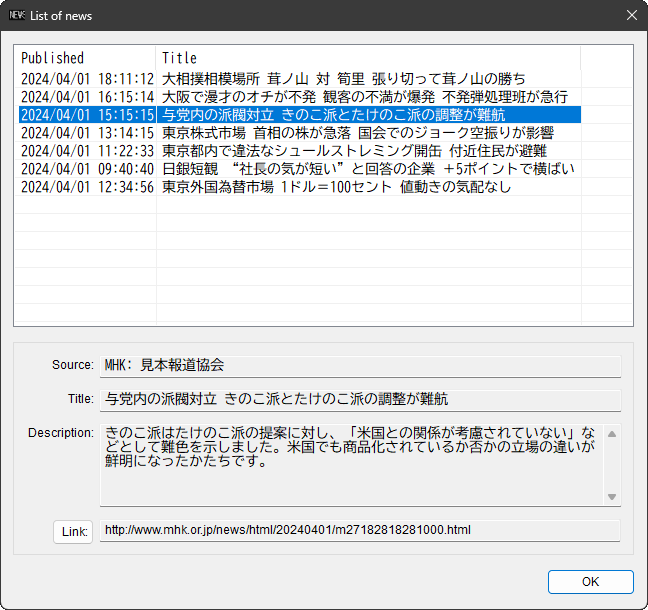 NEWS List of news
Published Title
2024/04/01 18:11:12 大相撲相模場所 茸ノ山 対 筍里 張り切って茸ノ山の勝ち
2024/04/01 16:15:14 大阪で漫才のオチが不発 観客の不満が爆発 不発弾処理班が急行
2024/04/01 15:15:15 与党内の派閥対立 きのこ派とたけのこ派の調整が難航
2024/04/01 13:14:15 東京株式市場 首相の株が急落 国会でのジョーク空振りが影響
2024/04/01 11:22:33 東京都内で違法なシュールストレミング開缶 付近住民が避難
2024/04/01 09:40:40 日銀短観 “社長の気が短い”と回答の企業 +5ポイントで横ばい
2024/04/01 12:34:56 東京外国為替市場 1ドル=100セント 値動きの気配なし
Source: MHK: 見本報道協会
Title: 与党内の派閥対立 きのこ派とたけのこ派の調整が難航
Description: きのこ派はたけのこ派の提案に対し、「米国との関係が考慮されていない」な
どとして難色を示しました。米国でも商品化されているか否かの立場の違いが
鮮明になったかたちです。
Link: http://www.mhk.or.jp/news/html/20240401/m27182818281000.html
OK